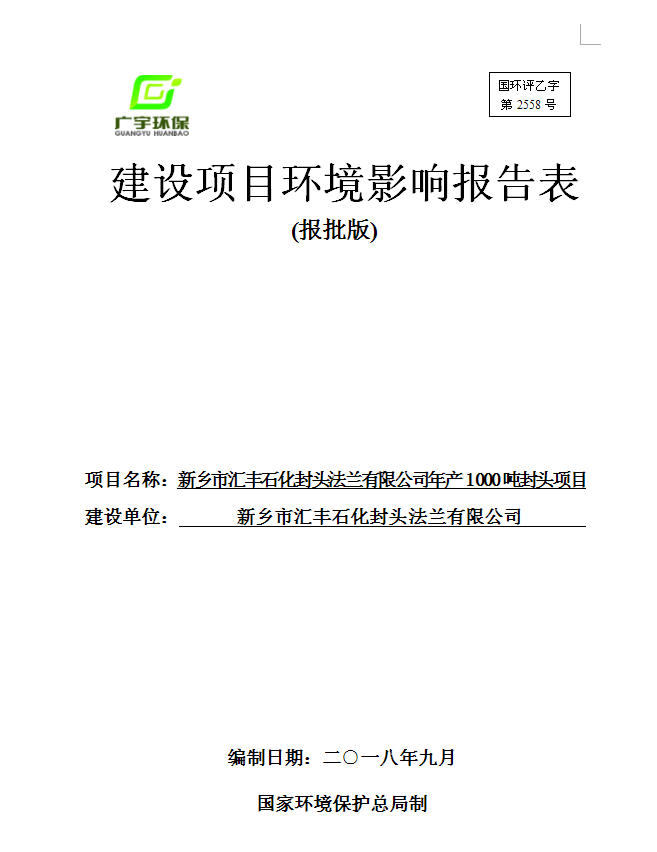 广宇环保
GUANGYU HUANBAO
国环评乙字
第 2558 号
建设项目环境影响报告表
(报批版)
项目名称：新乡市汇丰石化封头法兰有限公司年产 1000 吨封头项目
建设单位：新乡市汇丰石化封头法兰有限公司
编制日期：二〇一八年九月
国家环境保护总局制